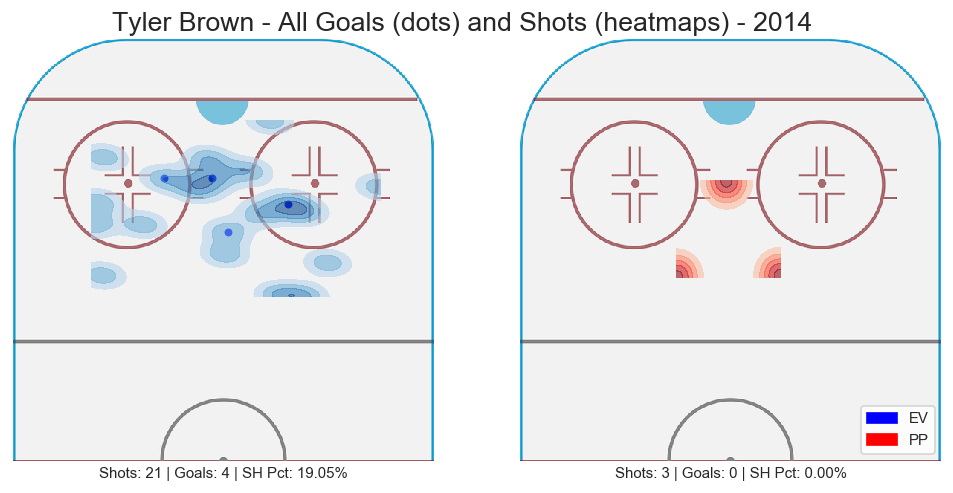 Tyler Brown - All Goals (dots) and Shots (heatmaps) - 2014
EV
PP
Shots: 21 | Goals: 4 | SH Pct: 19.05%
Shots: 3 | Goals: 0 | SH Pct: 0.00%